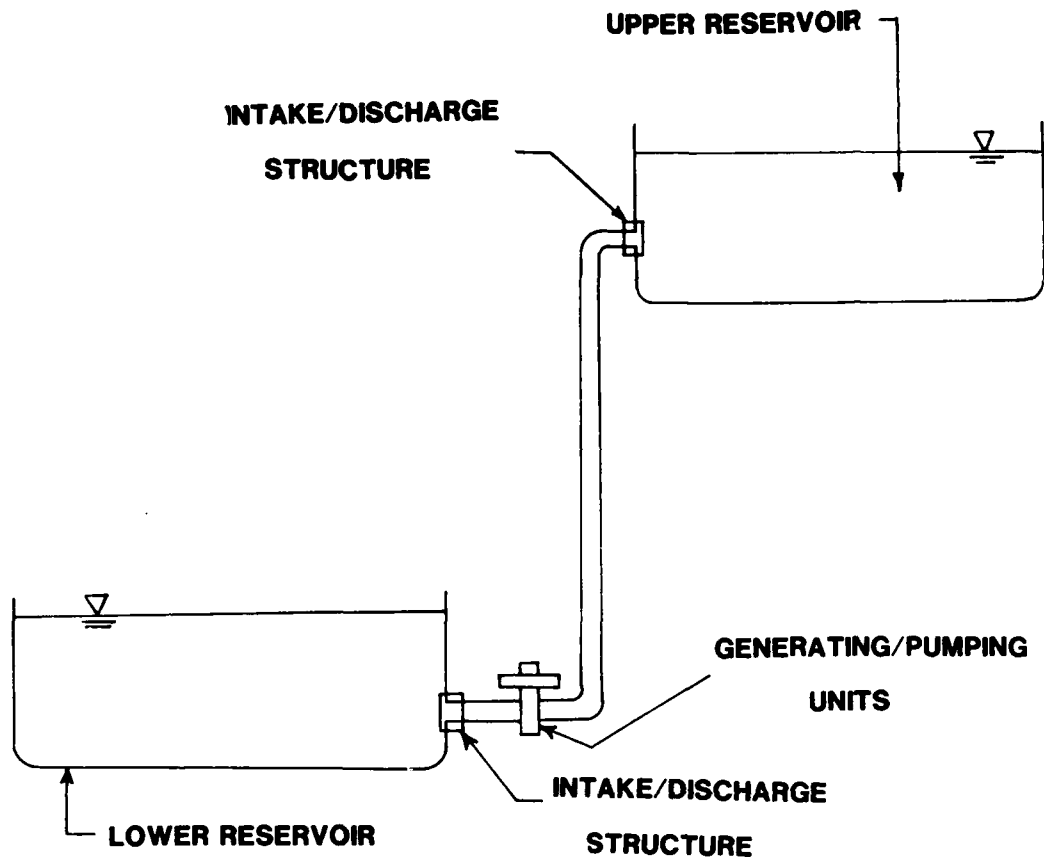 UPPER RESERVOIR
INTAKE/DISCHARGE
STRUCTURE
GENERATING/PUMPING
UNITS
INTAKE/DISCHARGE
STRUCTURE
LOWER RESERVOIR